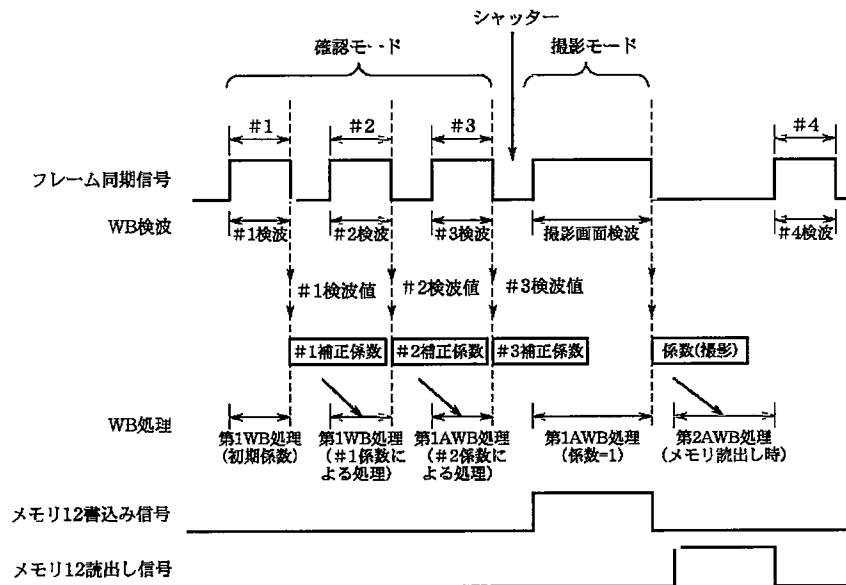 シャッター
確認モード
撮影モード
#1
#2
#3
#4
フレーム同期信号
WB検波
#1検波
#2検波
#3検波
撮影画面検波
#4検波
#1検波値
#2検波値
#3検波値
#1補正係数
#2補正係数
#3補正係数
係数(撮影)
WB処理
第1WB処理
(初期係数)
第1WB処理
(#1係数に
よる処理)
第1AWB処理
(#2係数に
よる処理)
第1AWB処理
(係数=1)
第2AWB処理
(メモリ読出し時)
メモリ12書込み信号
メモリ12読出し信号